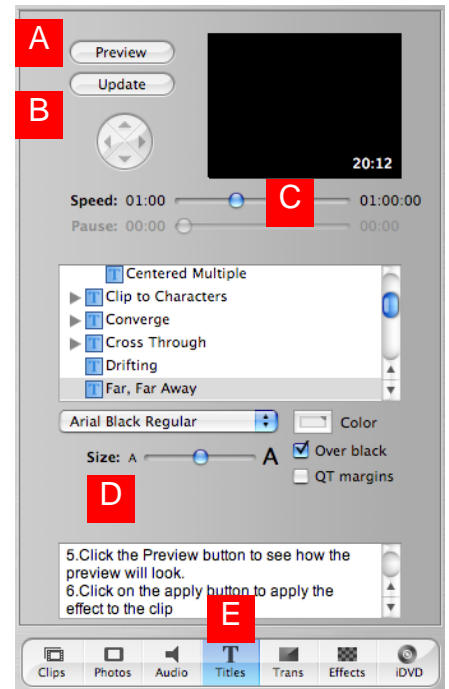 A
Preview
Update
B
20:12
Speed: 01:00
C
01:00:00
Pause: 00:00
00:00
T Centered Multiple
T Clip to Characters
T Converge
T Cross Through
T Drifting
T Far, Far Away
Arial Black Regular
Color
Size: A
A
Over black
QT margins
D
5.Click the Preview button to see how the
preview will look.
6.Click on the apply button to apply the
effect to the clip
E
T
Clips
Photos
Audio
Titles
Trans
Effects
iDVD